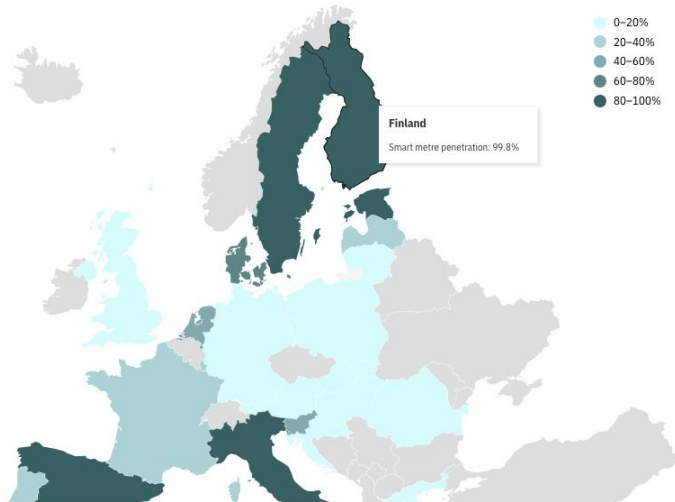 0–20%
20–40%
40–60%
60–80%
80–100%
Finland
Smart metre penetration: 99.8%